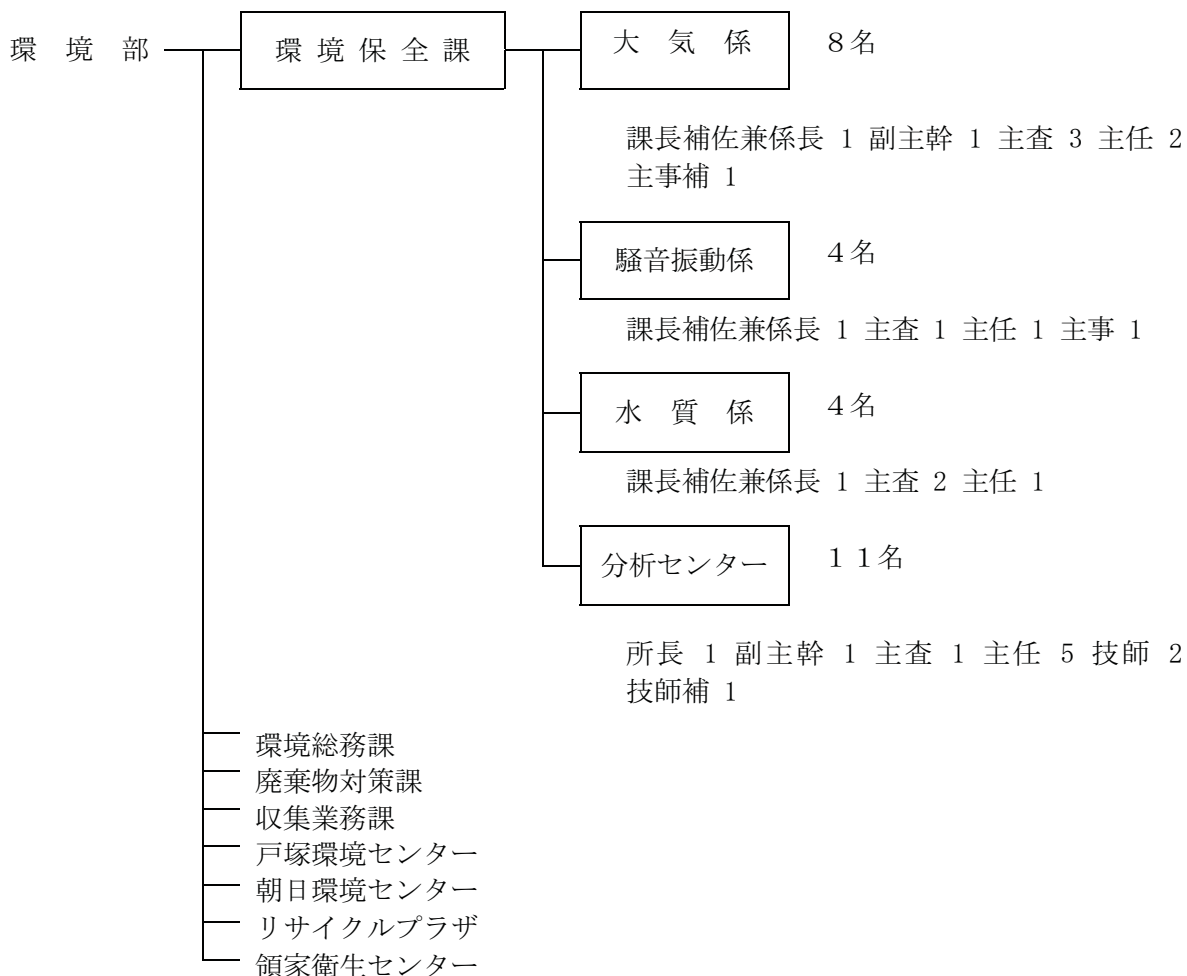 環　境　部
環 境 保 全 課
大　気　係
８名
課長補佐兼係長 1 副主幹 1 主査 3 主任 2
主事補 1
騒音振動係
４名
課長補佐兼係長 1 主査 1 主任 1 主事 1
水　質　係
４名
課長補佐兼係長 1 主査 2 主任 1
分析センター
１１名
所長 1 副主幹 1 主査 1 主任 5 技師 2
技師補 1
環境総務課
廃棄物対策課
収集業務課
戸塚環境センター
朝日環境センター
リサイクルプラザ
領家衛生センター